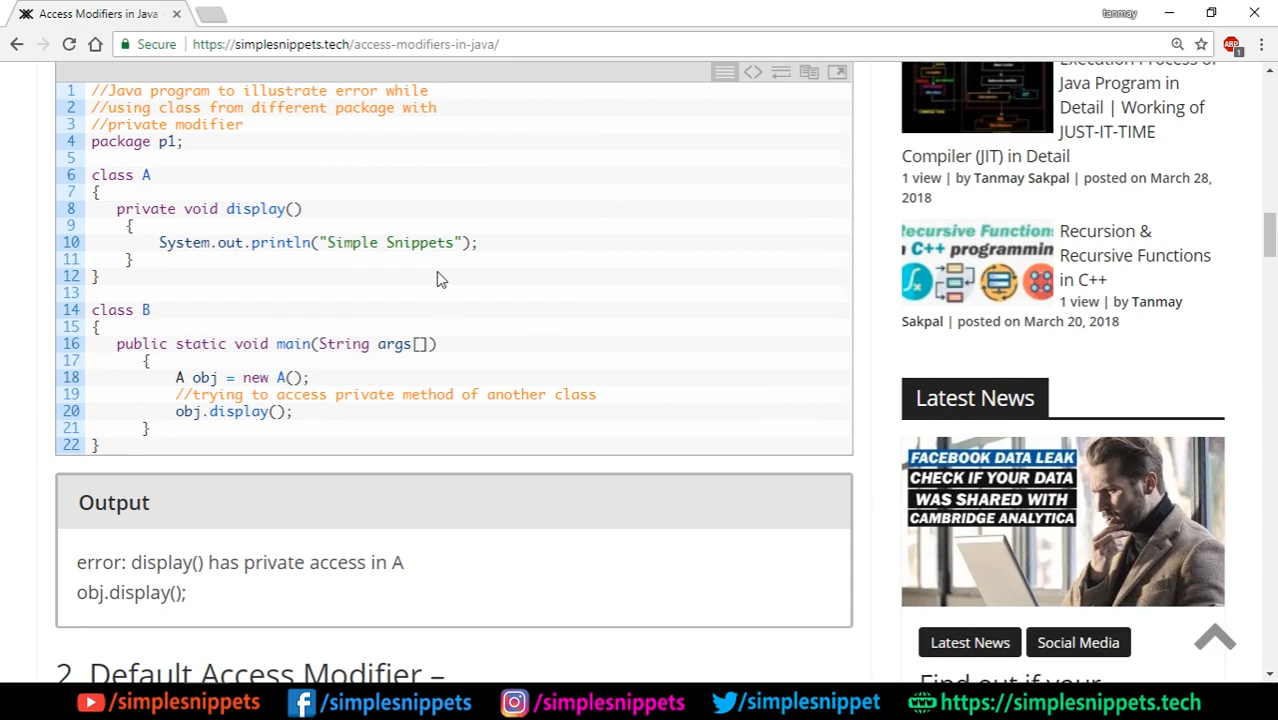 Access Modifiers in Java
tanmay
Secure
https://simplesnippets.tech/access-modifiers-in-java/
ABP
1
1 //Java program to illustrate error while
2 //using class from different package with
3 //private modifier
4 package p1;
5
6 class A
7 {
8 private void display()
9 {
10 System.out.println("Simple Snippets");
11 }
12 }
13
14 class B
15 {
16 public static void main(String args[])
17 {
18 A obj = new A();
19 //trying to access private method of another class
20 obj.display();
21 }
22 }
Output
error: display() has private access in A
obj.display();
2. Default Access Modifier –
Execution Process of
Java Program in
Detail | Working of
JUST-IT-TIME
Compiler (JIT) in Detail
1 view | by Tanmay Sakpal | posted on March 28,
2018
Recursive Functions
in C++ programmin
Recursion &
Recursive Functions
in C++
1 view | by Tanmay
Sakpal | posted on March 20, 2018
Latest News
FACEBOOK DATA LEAK
CHECK IF YOUR DATA
WAS SHARED WITH
CAMBRIDGE ANALYTICA
Latest News
Social Media
Find out if your
/simplesnippets
/simplesnippets
/simplesnippets
/simplesnippet
https://simplesnippets.tech